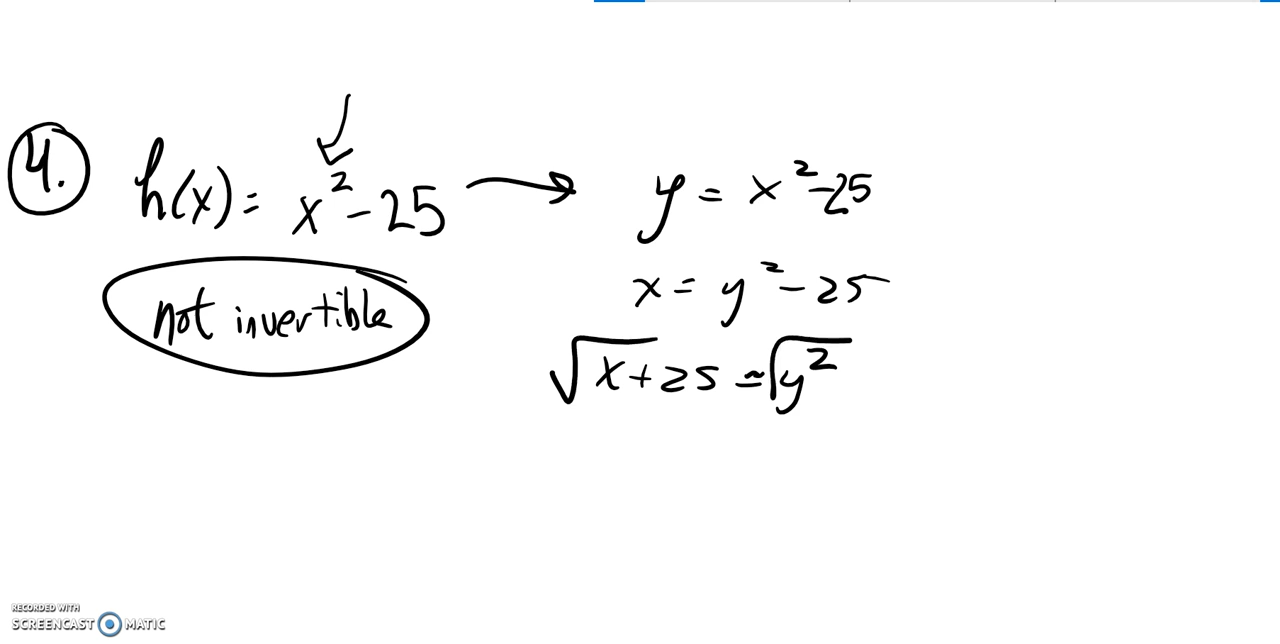 4. h(x) = x² - 25 → y = x² - 25
x = y² - 25
not invertible
√x + 25 = √y²
RECORDED WITH
SCREENCAST MATIC